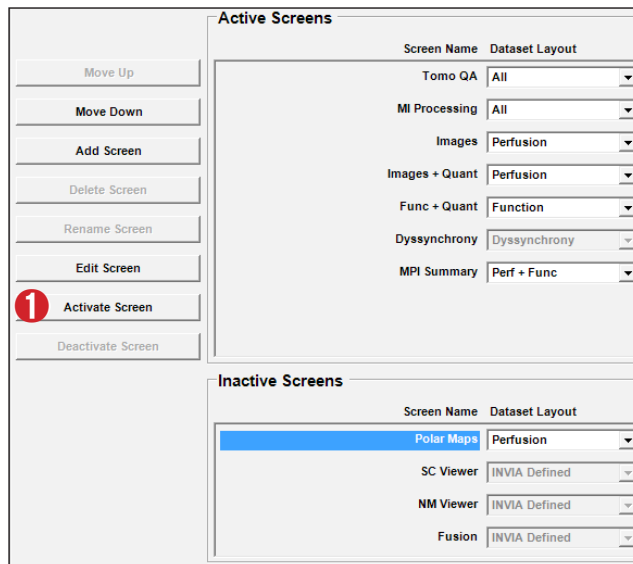 Active Screens
Screen Name Dataset Layout
Move Up
Tomo QA All
Move Down
MI Processing All
Add Screen
Images Perfusion
Delete Screen
Images + Quant Perfusion
Rename Screen
Func + Quant Function
Edit Screen
Dyssynchrony Dyssynchrony
MPI Summary Perf + Func
1 Activate Screen
Deactivate Screen
Inactive Screens
Screen Name Dataset Layout
Polar Maps Perfusion
SC Viewer INVIA Defined
NM Viewer INVIA Defined
Fusion INVIA Defined